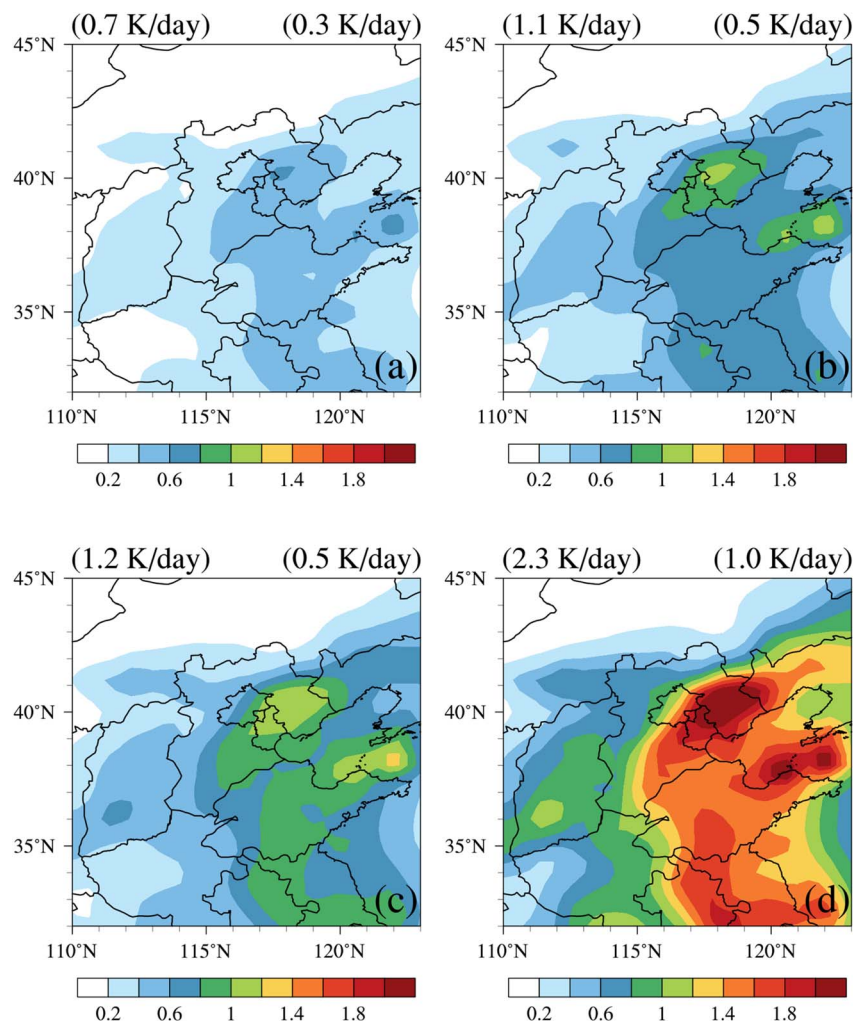 (0.7 K/day) (0.3 K/day) (1.1 K/day) (0.5 K/day)
45°N 45°N
40°N 40°N
35°N 35°N
(a) (b)
110°N 115°N 120°N 110°N 115°N 120°N
0.2 0.6 1 1.4 1.8 0.2 0.6 1 1.4 1.8
(1.2 K/day) (0.5 K/day) (2.3 K/day) (1.0 K/day)
45°N 45°N
40°N 40°N
35°N 35°N
(c) (d)
110°N 115°N 120°N 110°N 115°N 120°N
0.2 0.6 1 1.4 1.8 0.2 0.6 1 1.4 1.8